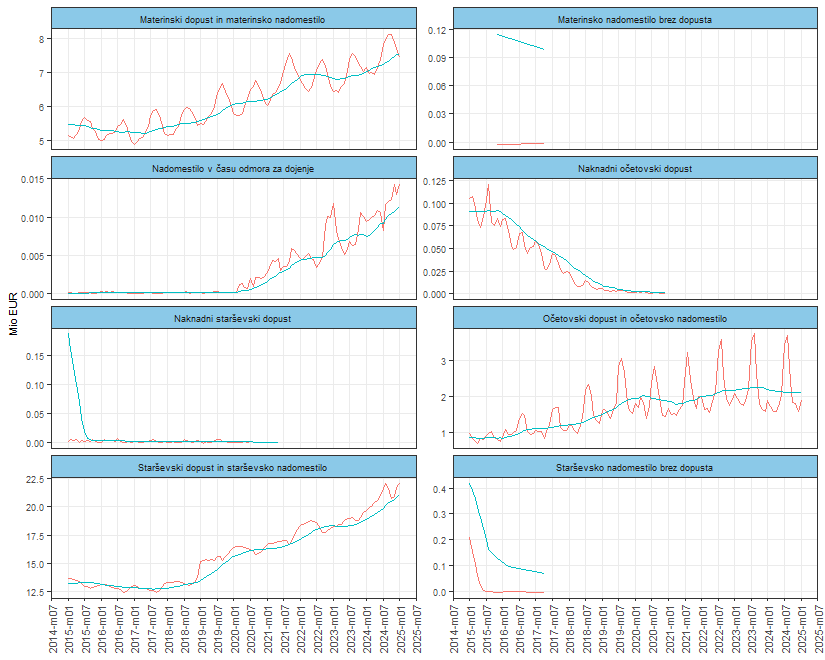 Materinski dopust in materinsko nadomestilo
Materinsko nadomestilo brez dopusta
8
7
6
5
0.12
0.09
0.06
0.03
0.00
Nadomestilo v času odmora za dojenje
Naknadni očetovski dopust
0.015
0.010
0.005
0.000
0.125
0.100
0.075
0.050
0.025
0.000
Mio EUR
Naknadni starševski dopust
Očetovski dopust in očetovsko nadomestilo
0.15
0.10
0.05
0.00
3
2
1
Starševski dopust in starševsko nadomestilo
Starševsko nadomestilo brez dopusta
22.5
20.0
17.5
15.0
12.5
0.4
0.3
0.2
0.1
0.0
2014-m07
2015-m01
2015-m07
2016-m01
2016-m07
2017-m01
2017-m07
2018-m01
2018-m07
2019-m01
2019-m07
2020-m01
2020-m07
2021-m01
2021-m07
2022-m01
2022-m07
2023-m01
2023-m07
2024-m01
2024-m07
2025-m01
2025-m07
2014-m07
2015-m01
2015-m07
2016-m01
2016-m07
2017-m01
2017-m07
2018-m01
2018-m07
2019-m01
2019-m07
2020-m01
2020-m07
2021-m01
2021-m07
2022-m01
2022-m07
2023-m01
2023-m07
2024-m01
2024-m07
2025-m01
2025-m07